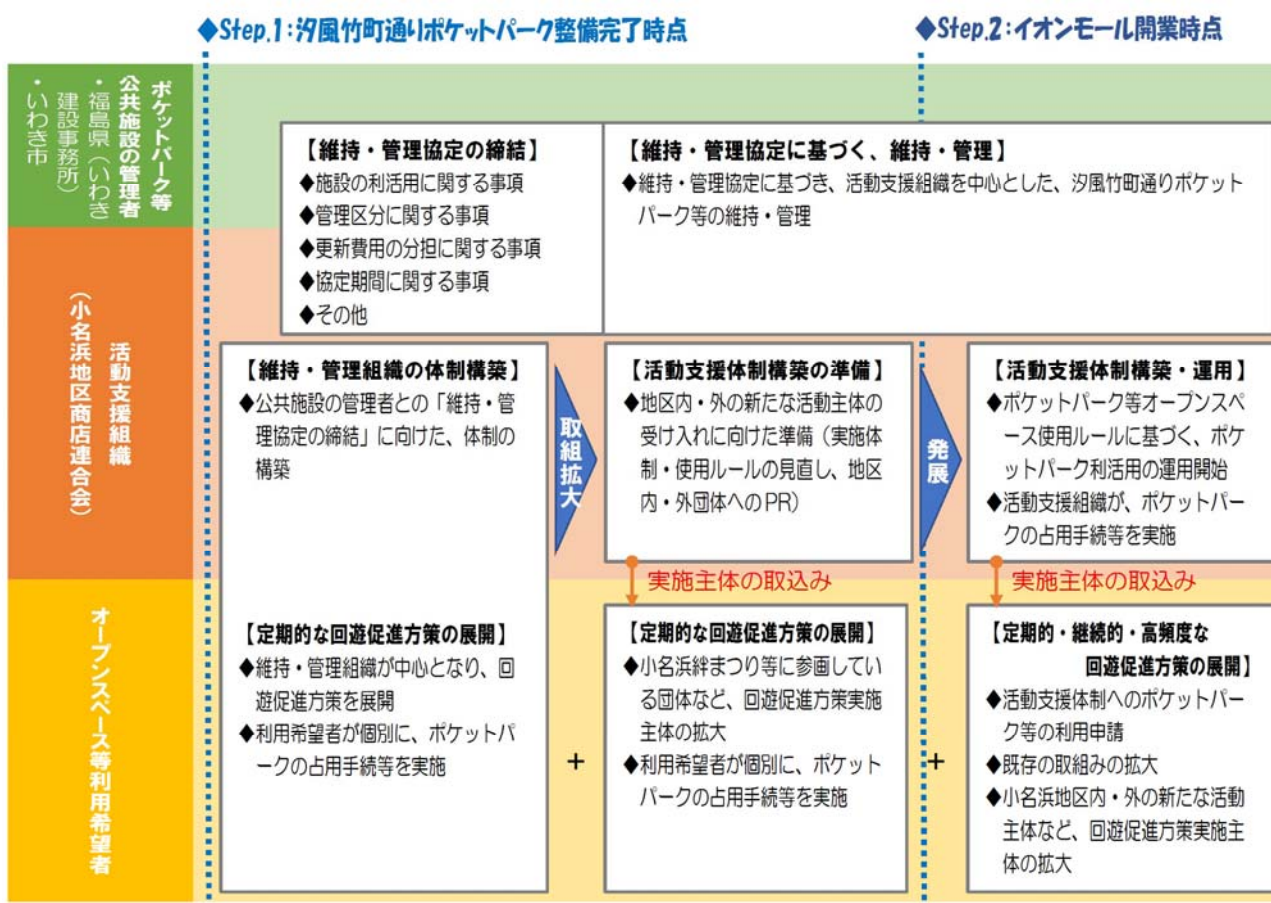 ◆Step.1:汐風竹町通りポケットパーク整備完了時点
◆Step.2:イオンモール開業時点
ポケットパーク等
公共施設の管理者
・福島県(いわき
建設事務所)
・いわき市
【維持・管理協定の締結】
◆施設の利活用に関する事項
◆管理区分に関する事項
◆更新費用の分担に関する事項
◆協定期間に関する事項
◆その他
【維持・管理協定に基づく、維持・管理】
◆維持・管理協定に基づき、活動支援組織を中心とした、汐風竹町通りポケット
パーク等の維持・管理
活動支援組織
(小名浜地区商店連合会)
【維持・管理組織の体制構築】
◆公共施設の管理者との「維持・管
理協定の締結」に向けた、体制の
構築
取組拡大
【活動支援体制構築の準備】
◆地区内・外の新たな活動主体の
受け入れに向けた準備(実施体
制・使用ルールの見直し、地区
内・外団体へのPR)
発展
【活動支援体制構築・運用】
◆ポケットパーク等オープンスペ
ース使用ルールに基づく、ポケ
ットパーク利活用の運用開始
◆活動支援組織が、ポケットパー
クの占用手続等を実施
実施主体の取込み
実施主体の取込み
オープンスペース等利用希望者
【定期的な回遊促進方策の展開】
◆維持・管理組織が中心となり、回
遊促進方策を展開
◆利用希望者が個別に、ポケットパ
ークの占用手続等を実施
+
【定期的な回遊促進方策の展開】
◆小名浜絆まつり等に参画してい
る団体など、回遊促進方策実施
主体の拡大
◆利用希望者が個別に、ポケット
パークの占用手続等を実施
+
【定期的・継続的・高頻度な
回遊促進方策の展開】
◆活動支援体制へのポケットパー
ク等の利用申請
◆既存の取組みの拡大
◆小名浜地区内・外の新たな活動
主体など、回遊促進方策実施主
体の拡大